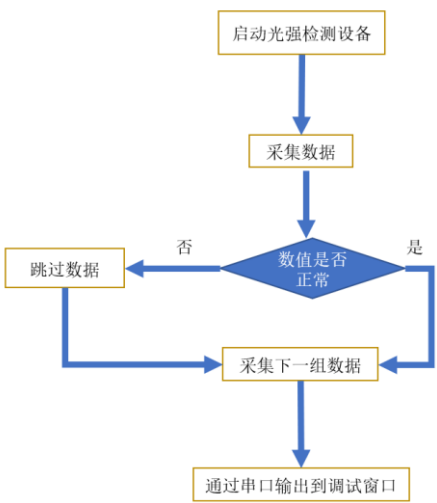 启动光强检测设备
采集数据
否
是
数值是否
正常
跳过数据
采集下一组数据
通过串口输出到调试窗口